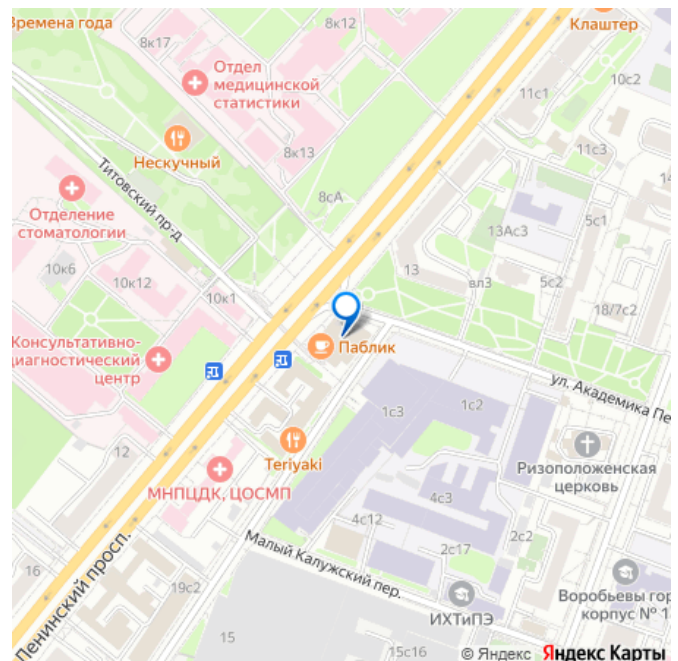 Времена года
8к17
8к12
Клаштер
Отдел
медицинской
статистики
10с2
11с1
Нескучный
8к13
11с3
Титовский пр-д
8сА
14
Отделение
стоматологии
13Ас3
5с1
10к6
10к12
10к1
13
вл3
5с2
18/7с2
Консультативно-
диагностический
центр
Паблик
ул. Академика Пе
1с3
1с2
12
Teriyaki
МНПЦДК, ЦОСМП
Ризоположенская
церковь
4с3
4с12
2с2
2с17
Малый Калужский пер.
16
Ленинский просп.
19с2
ИХТиПЭ
Воробьевы гор
корпус № 1
15
15с16
© Яндекс Яндекс Карты